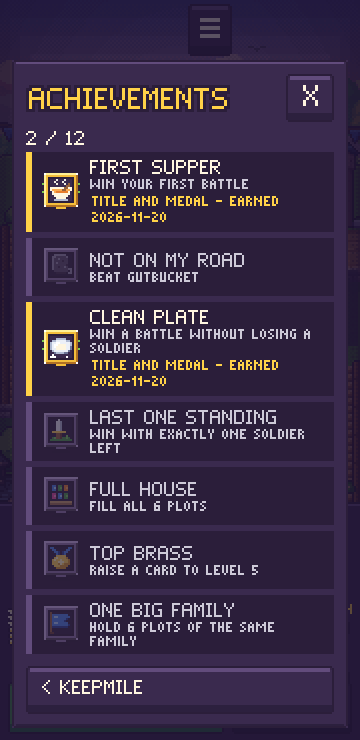 ACHIEVEMENTS
X
2 / 12
FIRST SUPPER
WIN YOUR FIRST BATTLE
TITLE AND MEDAL - EARNED
2026-11-20
NOT ON MY ROAD
BEAT GUTBUCKET
CLEAN PLATE
WIN A BATTLE WITHOUT LOSING A
SOLDIER
TITLE AND MEDAL - EARNED
2026-11-20
LAST ONE STANDING
WIN WITH EXACTLY ONE SOLDIER
LEFT
FULL HOUSE
FILL ALL 6 PLOTS
TOP BRASS
RAISE A CARD TO LEVEL 5
ONE BIG FAMILY
HOLD 6 PLOTS OF THE SAME
FAMILY
< KEEPMILE